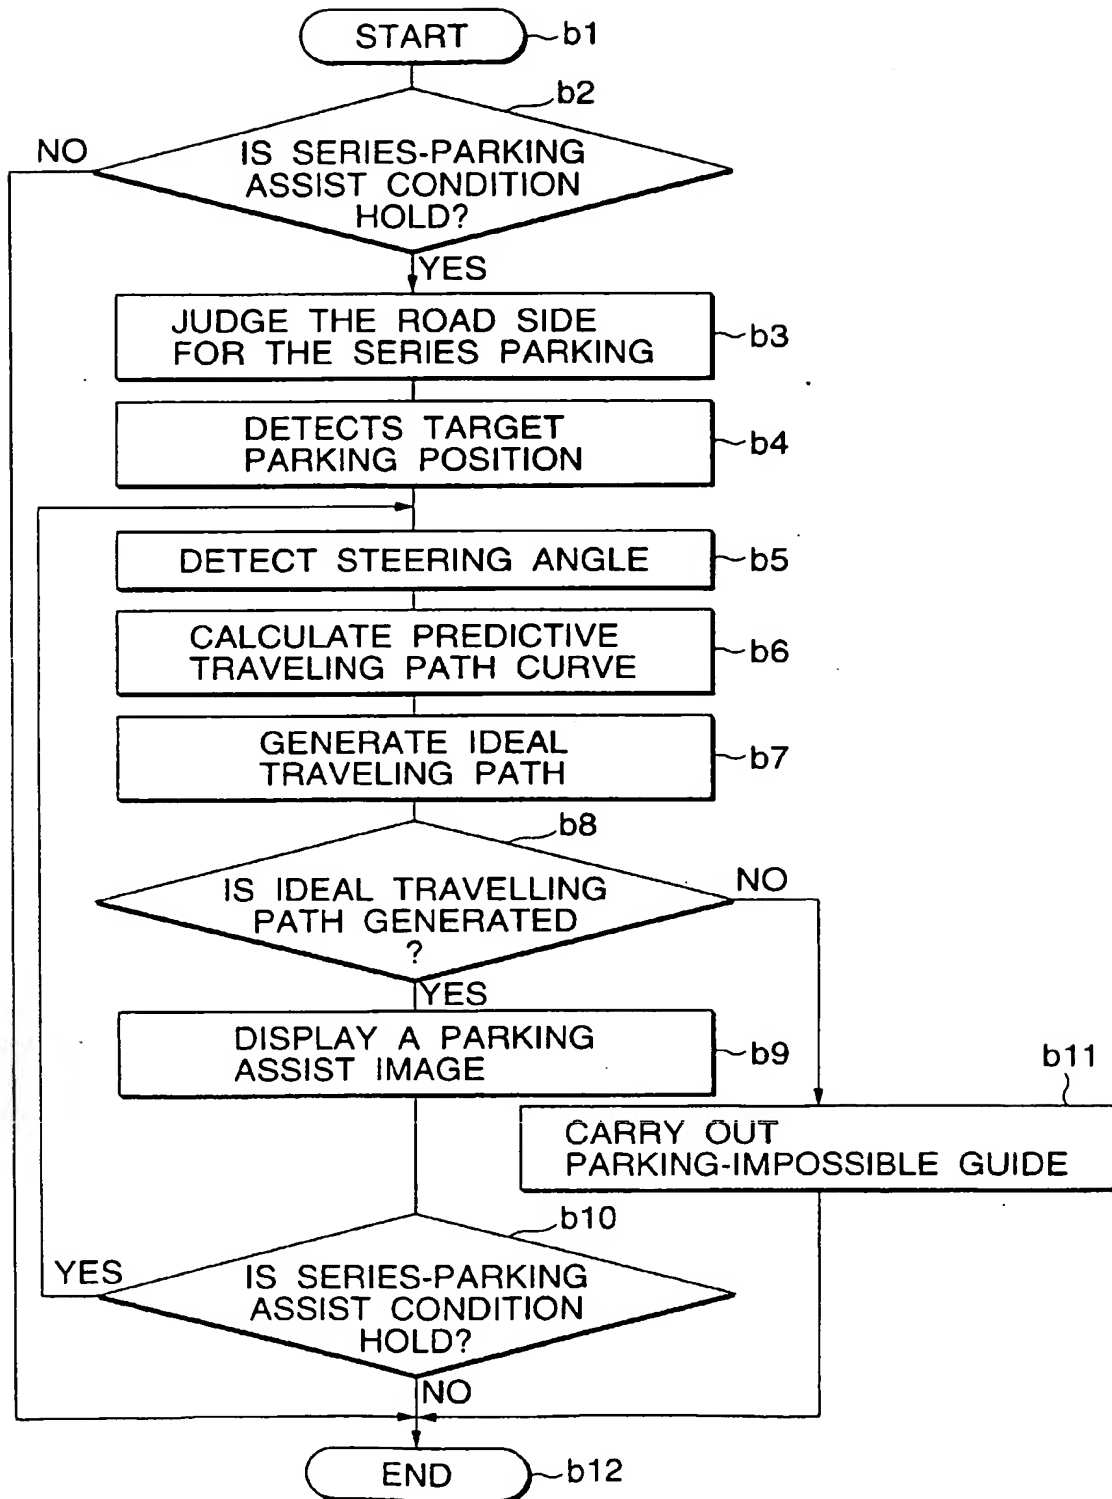 START
b1
b2
NO
IS SERIES-PARKING
ASSIST CONDITION
HOLD?
YES
JUDGE THE ROAD SIDE
FOR THE SERIES PARKING
b3
DETECTS TARGET
PARKING POSITION
b4
DETECT STEERING ANGLE
b5
CALCULATE PREDICTIVE
TRAVELING PATH CURVE
b6
GENERATE IDEAL
TRAVELING PATH
b7
b8
IS IDEAL TRAVELLING
PATH GENERATED
?
NO
YES
DISPLAY A PARKING
ASSIST IMAGE
b9
b11
CARRY OUT
PARKING-IMPOSSIBLE GUIDE
b10
YES
IS SERIES-PARKING
ASSIST CONDITION
HOLD?
NO
END
b12